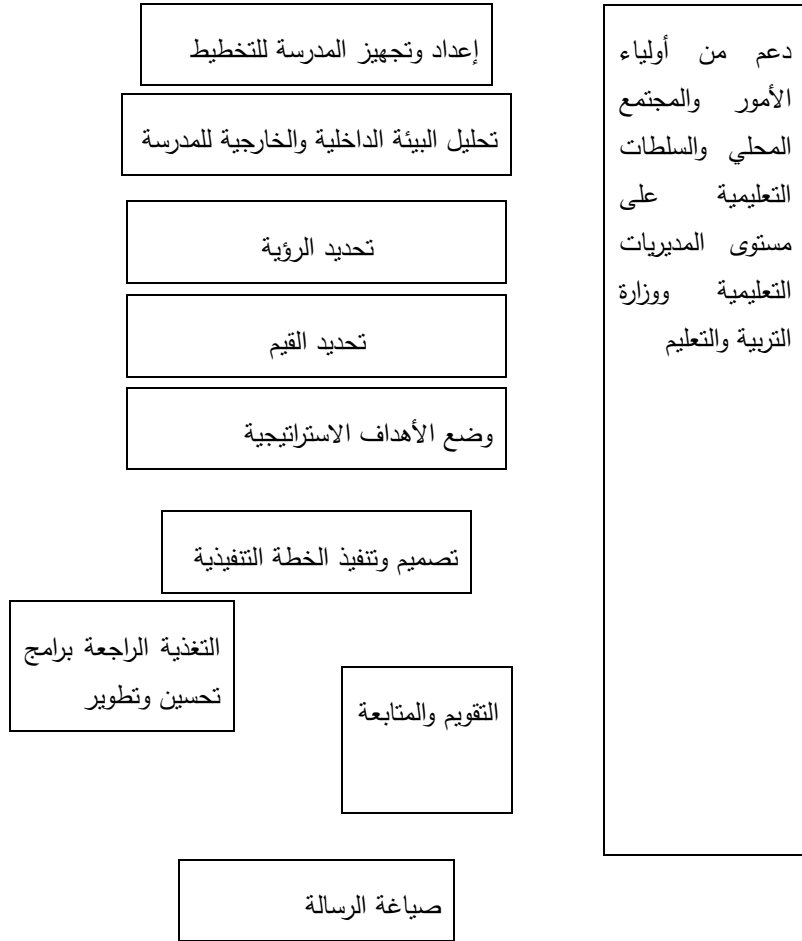 دعم من أولياء
الأمور والمجتمع
المحلي والسلطات
التعليمية على
مستوى المديريات
التعليمية ووزارة
التربية والتعليم
إعداد وتجهيز المدرسة للتخطيط
تحليل البيئة الداخلية والخارجية للمدرسة
تحديد الرؤية
تحديد القيم
وضع الأهداف الاستراتيجية
تصميم وتنفيذ الخطة التنفيذية
التغذية الراجعة برامج
تحسين وتطوير
التقويم والمتابعة
صياغة الرسالة